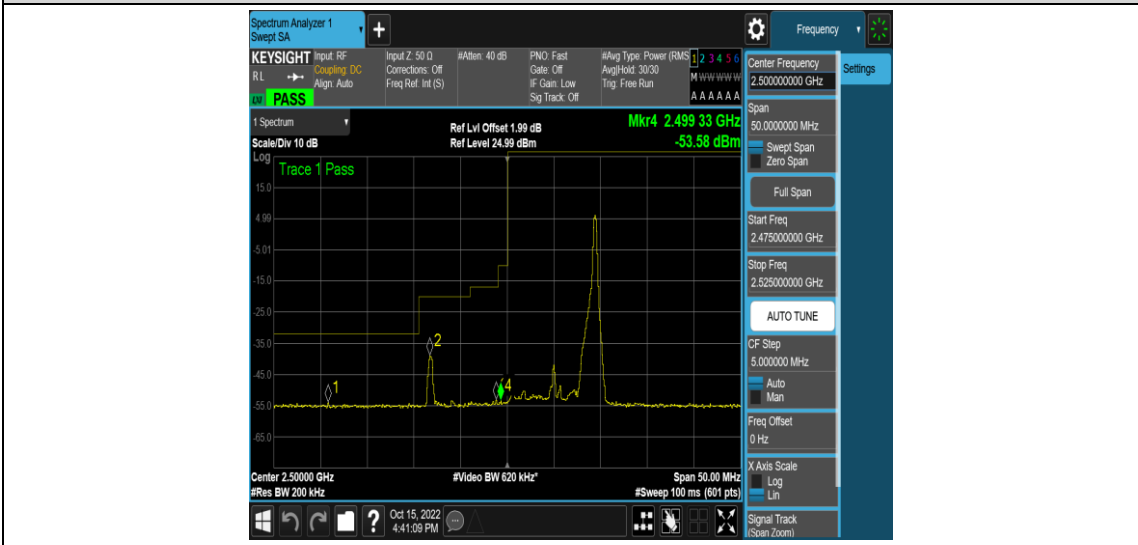 Spectrum Analyzer 1
Swept SA
Frequency
KEYSIGHT
RL
PASS
Input: RF
Coupling: DC
Align: Auto
Input Z: 50 Ω
Corrections: Off
Freq Ref: Int (S)
#Atten: 40 dB
PNO: Fast
Gate: Off
IF Gain: Low
Sig Track: Off
#Avg Type: Power (RMS
Avg|Hold: 30/30
Trig: Free Run
1 2 3 4 5 6
M W W W W W
A A A A A A
Center Frequency
2.500000000 GHz
Settings
Span
50.0000000 MHz
Swept Span
Zero Span
Full Span
Start Freq
2.475000000 GHz
Stop Freq
2.525000000 GHz
AUTO TUNE
CF Step
5.000000 MHz
Auto
Man
Freq Offset
0 Hz
X Axis Scale
Log
Lin
Signal Track
(Span Zoom)
1 Spectrum
Scale/Div 10 dB
Ref Lvl Offset 1.99 dB
Ref Level 24.99 dBm
Mkr4 2.499 33 GHz
-53.58 dBm
Log
Trace 1 Pass
15.0
4.99
-5.01
-15.0
-25.0
-35.0
-45.0
-55.0
-65.0
1
2
4
Center 2.50000 GHz
#Res BW 200 kHz
#Video BW 620 kHz*
Span 50.00 MHz
#Sweep 100 ms (601 pts)
Oct 15, 2022
4:41:09 PM